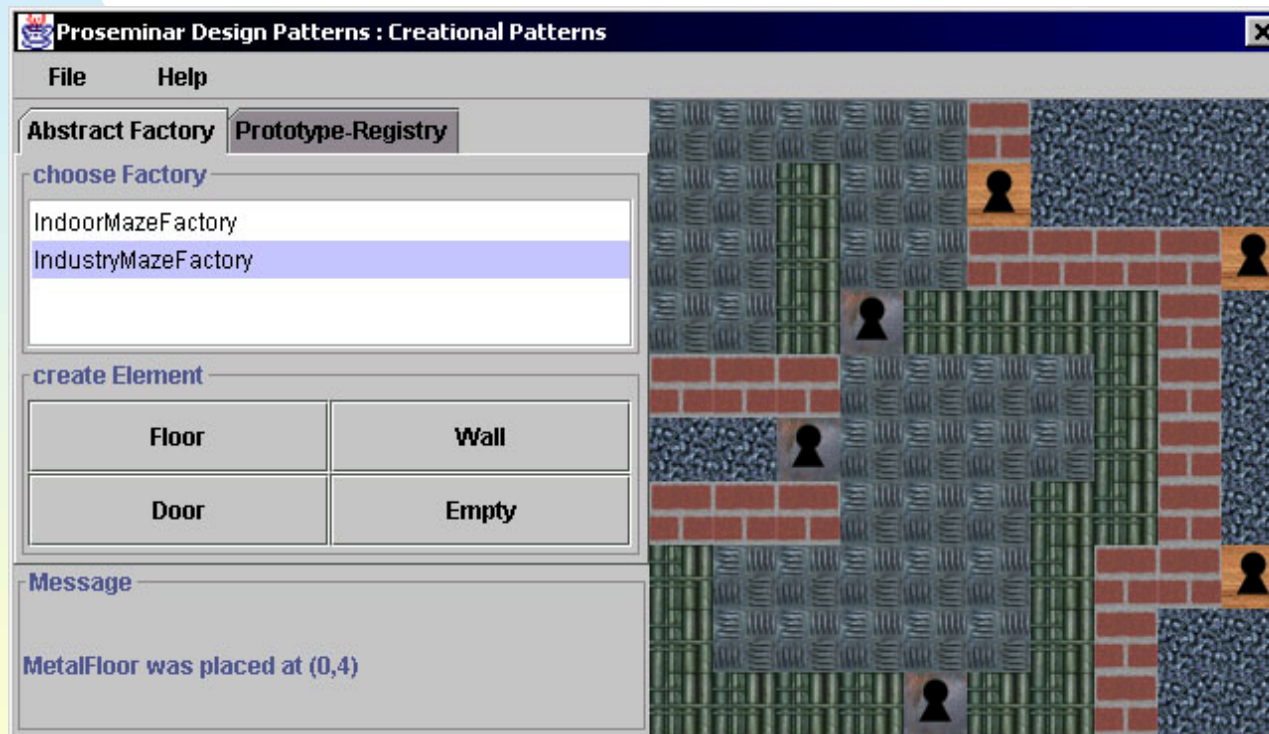 Proseminar Design Patterns : Creational Patterns
File Help
Abstract Factory Prototype-Registry
choose Factory
IndoorMazeFactory
IndustryMazeFactory
create Element
Floor Wall
Door Empty
Message
MetalFloor was placed at (0,4)